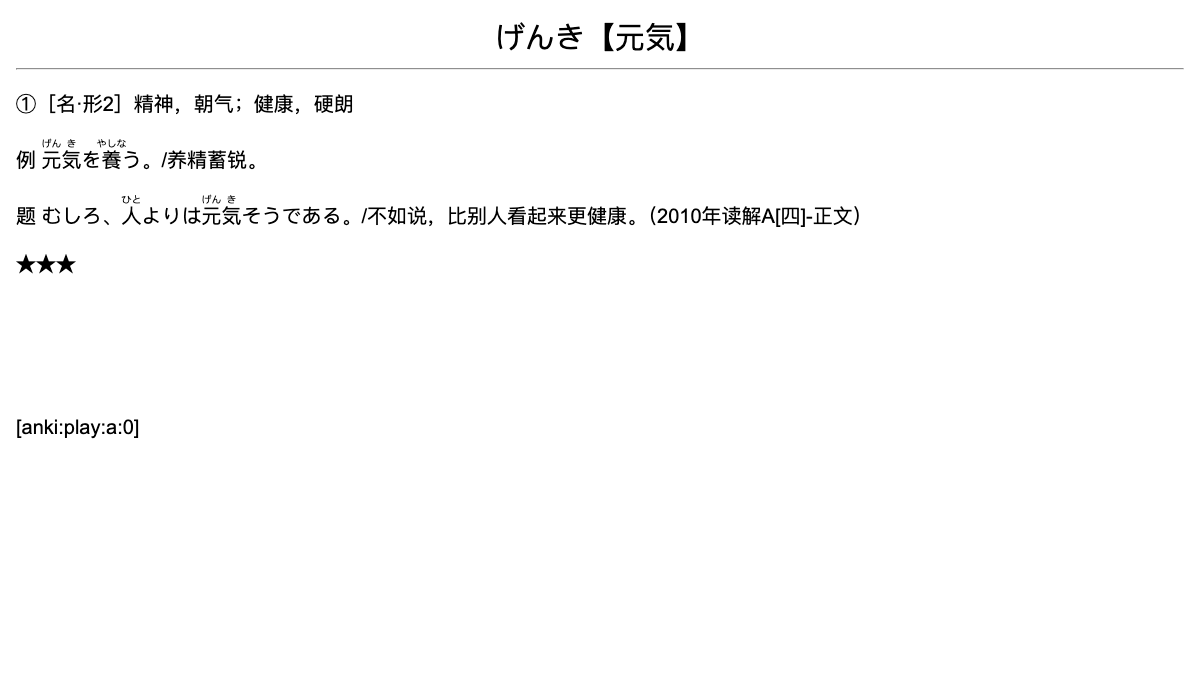 げんき【元気】
①［名·形2］精神，朝气；健康，硬朗
げん き やしな
例 元気を養う。/养精蓄锐。
ひと げん き
题 むしろ、人よりは元気そうである。/不如说，比别人看起来更健康。（2010年读解A[四]-正文）
★★★
[anki:play:a:0]